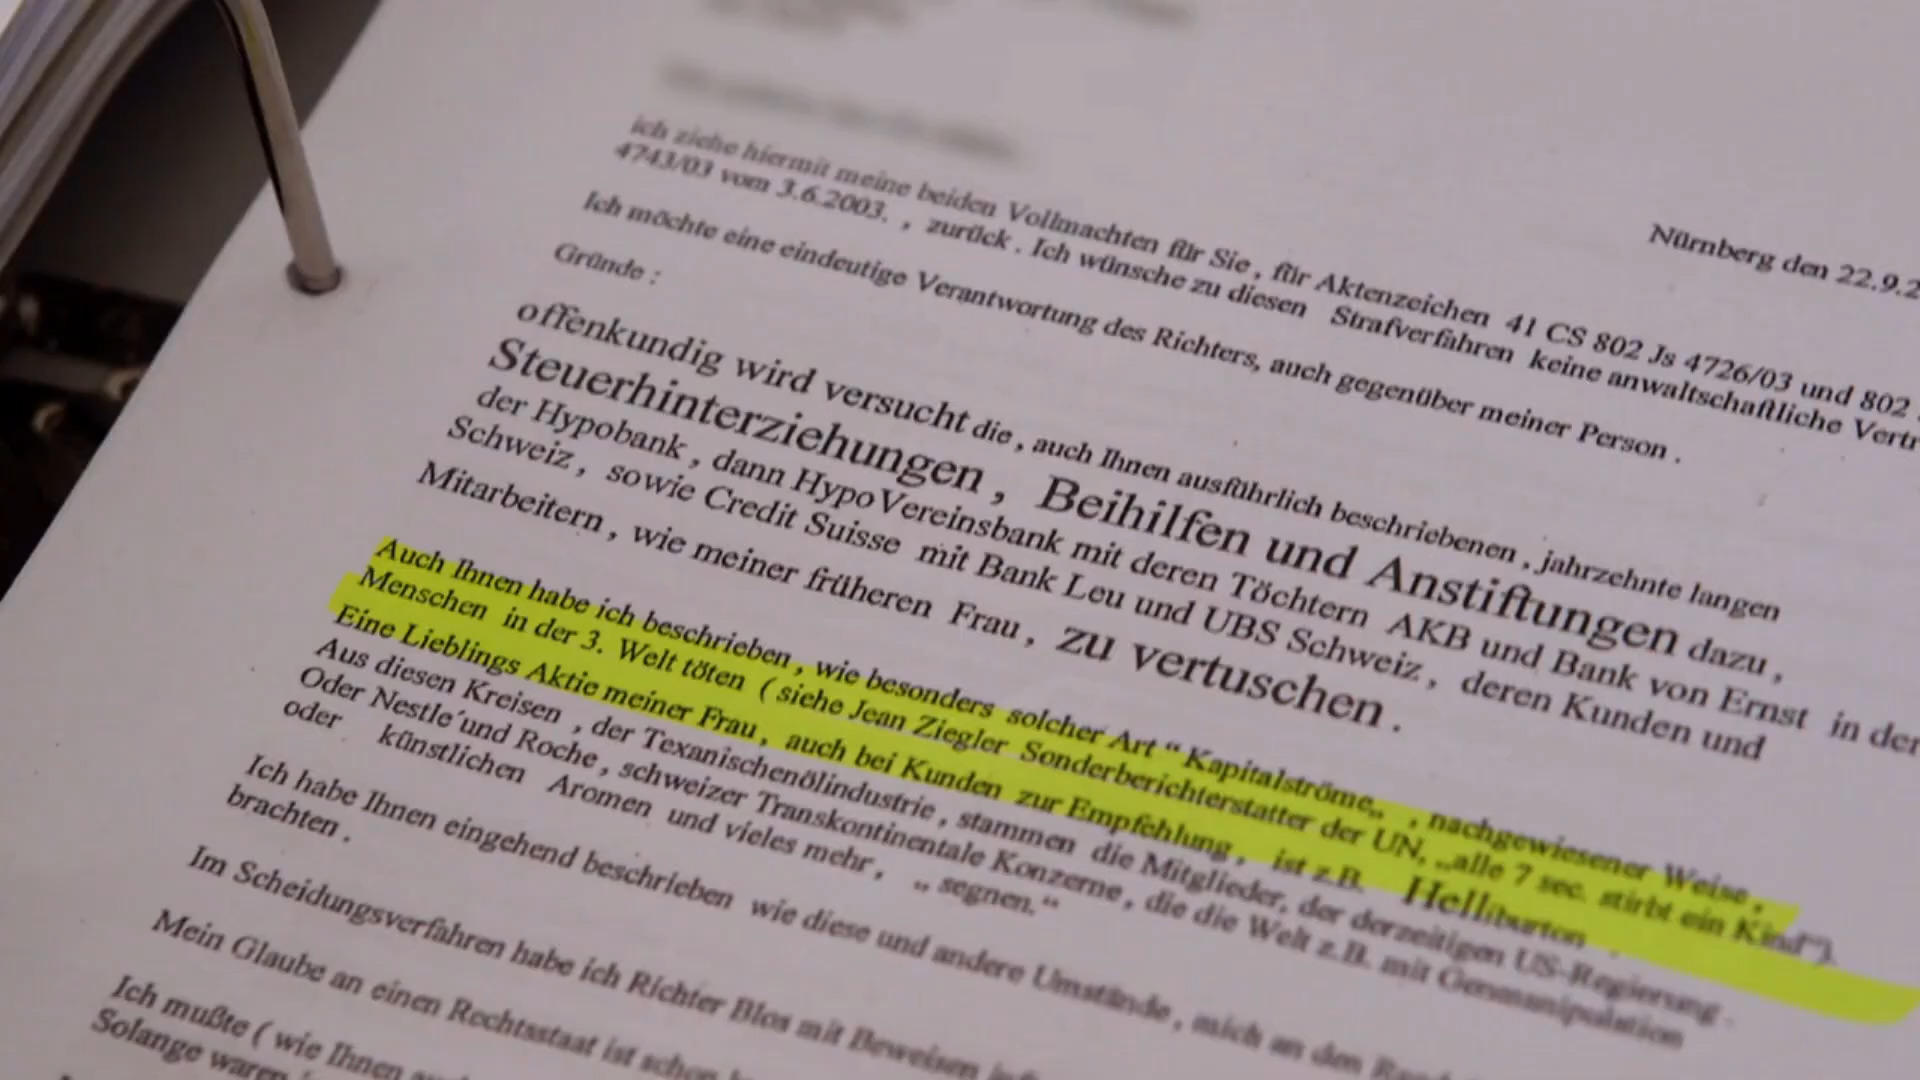 Nürnberg den 22.9.2
ich ziehe hiermit meine beiden Vollmachten für Sie , für Aktenzeichen 41 CS 802 Js 4726/03 und 802
4743/03 vom 3.6.2003. , zurück . Ich wünsche zu diesen Strafverfahren keine anwaltschaftliche Vertr
Ich möchte eine eindeutige Verantwortung des Richters, auch gegenüber meiner Person .
Gründe :
offenkundig wird versucht die , auch Ihnen ausführlich beschriebenen , jahrzehnte langen
Steuerhinterziehungen , Beihilfen und Anstiftungen dazu ,
der Hypobank , dann HypoVereinsbank mit deren Töchtern AKB und Bank von Ernst in der
Schweiz , sowie Credit Suisse mit Bank Leu und UBS Schweiz , deren Kunden und
Mitarbeitern , wie meiner früheren Frau , zu vertuschen .
Auch Ihnen habe ich beschrieben , wie besonders solcher Art “ Kapitalströme„ , nachgewiesener Weise ,
Menschen in der 3. Welt töten ( siehe Jean Ziegler Sonderberichterstatter der UN, „alle 7 sec. stirbt ein Kind“).
Eine Lieblings Aktie meiner Frau , auch bei Kunden zur Empfehlung , ist z.B. Helliburton .
Aus diesen Kreisen , der Texanischenölindustrie , stammen die Mitglieder, der derzeitigen US-Regierung .
Oder Nestle´und Roche , schweizer Transkontinentale Konzerne , die die Welt z.B. mit Genmanipulation
oder künstlichen Aromen und vieles mehr , „ segnen.“
Ich habe Ihnen eingehend beschrieben wie diese und andere Umstände , mich an den
brachten .
Im Scheidungsverfahren habe ich Richter Blos mit Beweisen
Mein Glaube an einen Rechtsstaat ist schon
Ich mußte ( wie Ihnen
Solange waren